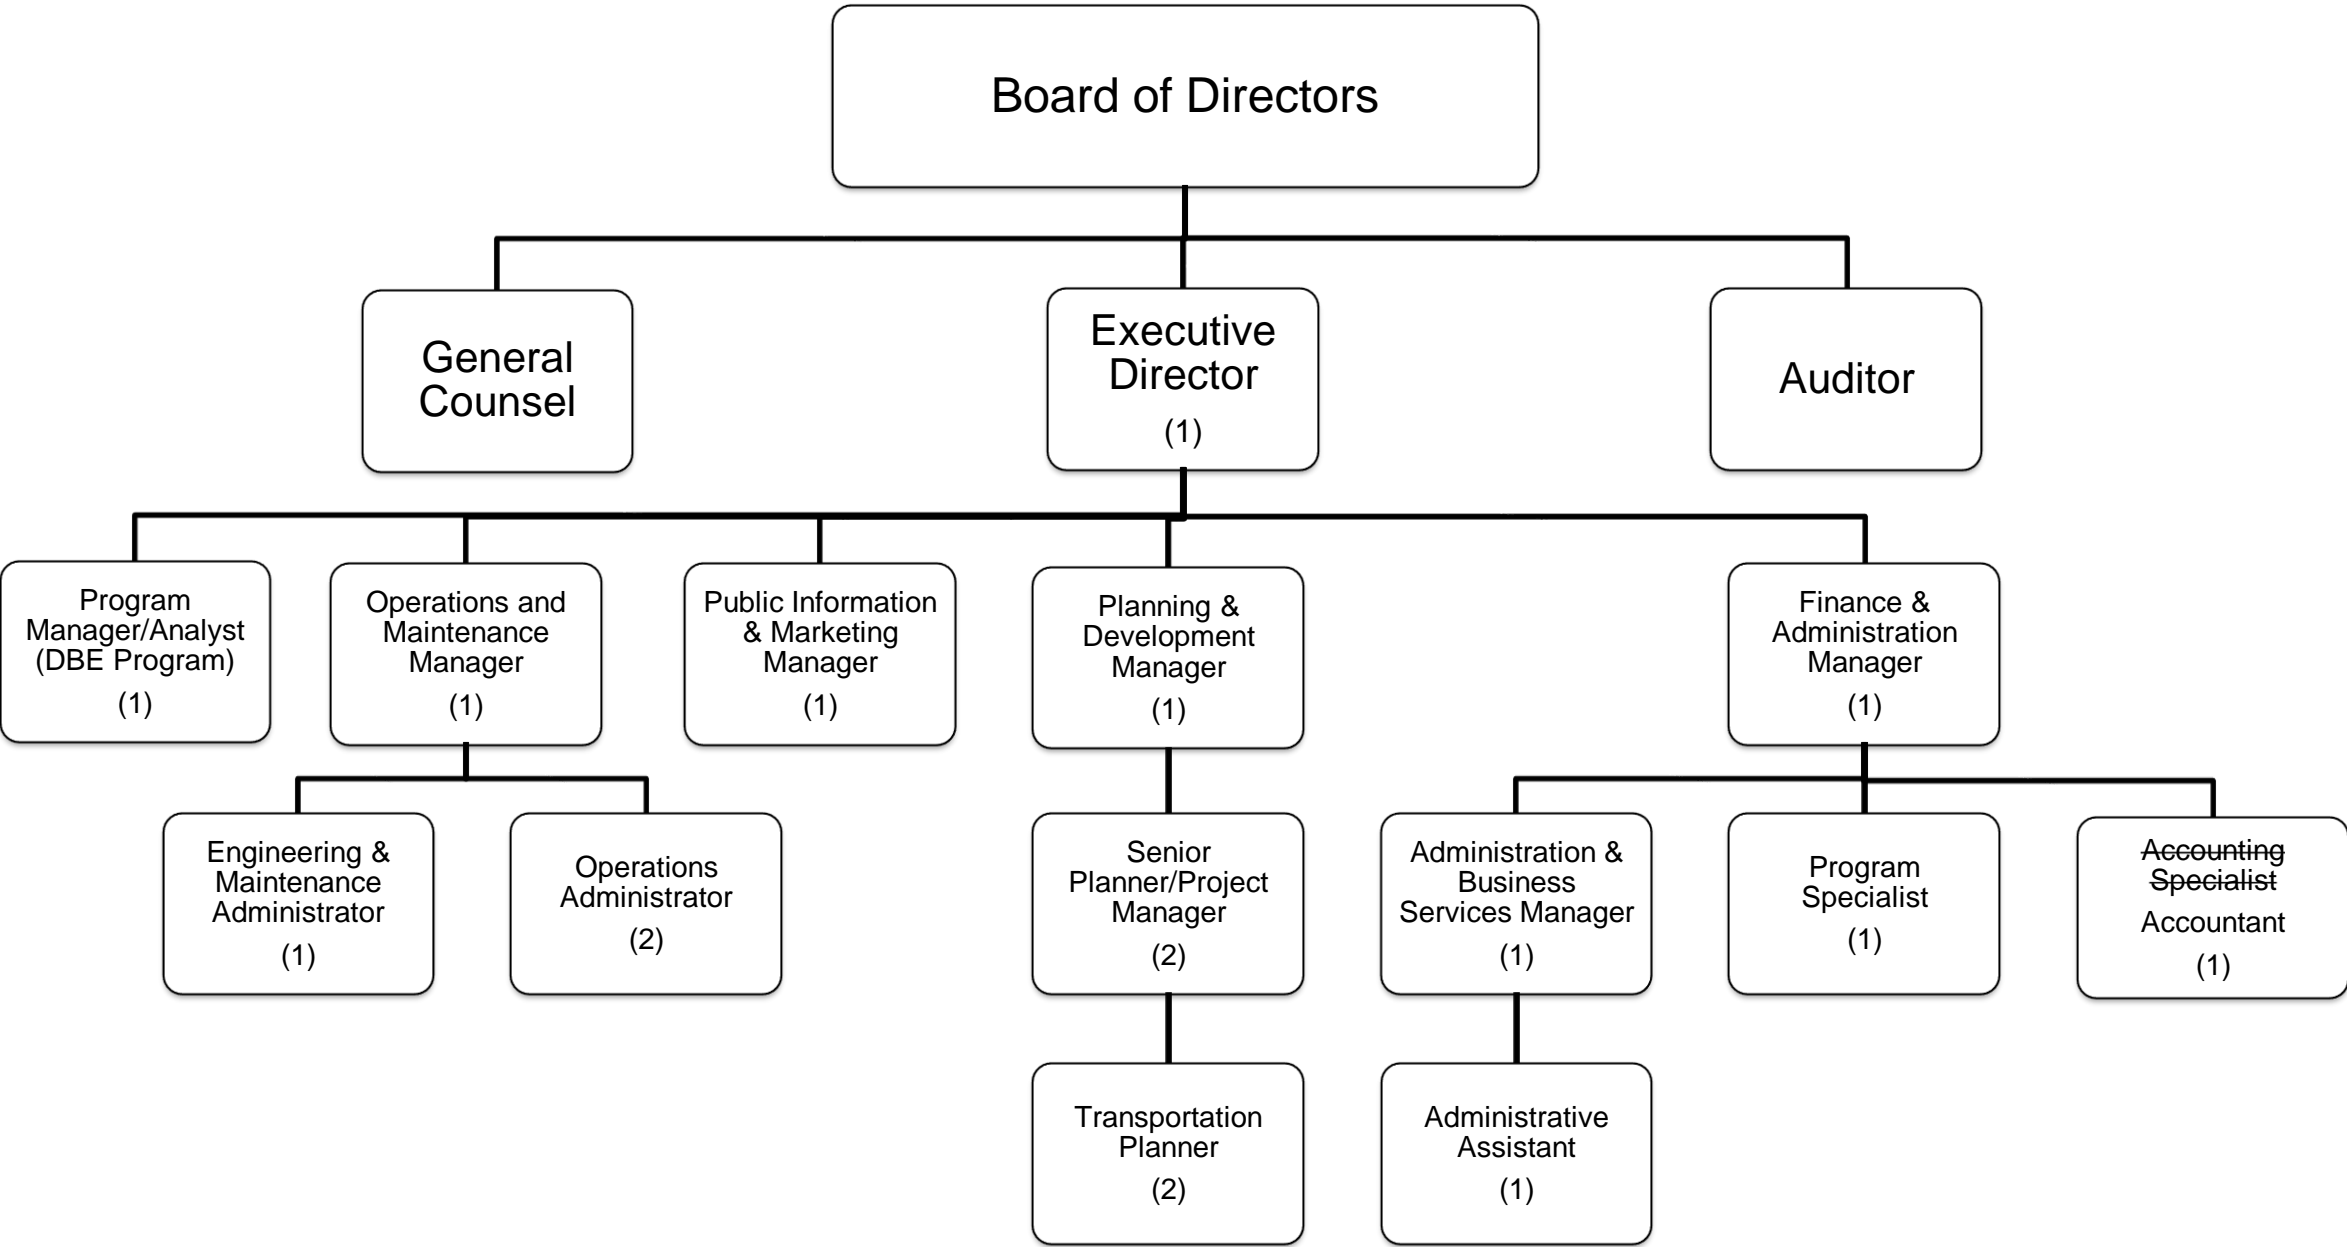 Board of Directors
General
Counsel
Executive
Director
(1)
Auditor
Program
Manager/Analyst
(DBE Program)
(1)
Operations and
Maintenance
Manager
(1)
Public Information
& Marketing
Manager
(1)
Planning &
Development
Manager
(1)
Finance &
Administration
Manager
(1)
Engineering &
Maintenance
Administrator
(1)
Operations
Administrator
(2)
Senior
Planner/Project
Manager
(2)
Administration &
Business
Services Manager
(1)
Program
Specialist
(1)
Accounting
Specialist
Accountant
(1)
Transportation
Planner
(2)
Administrative
Assistant
(1)